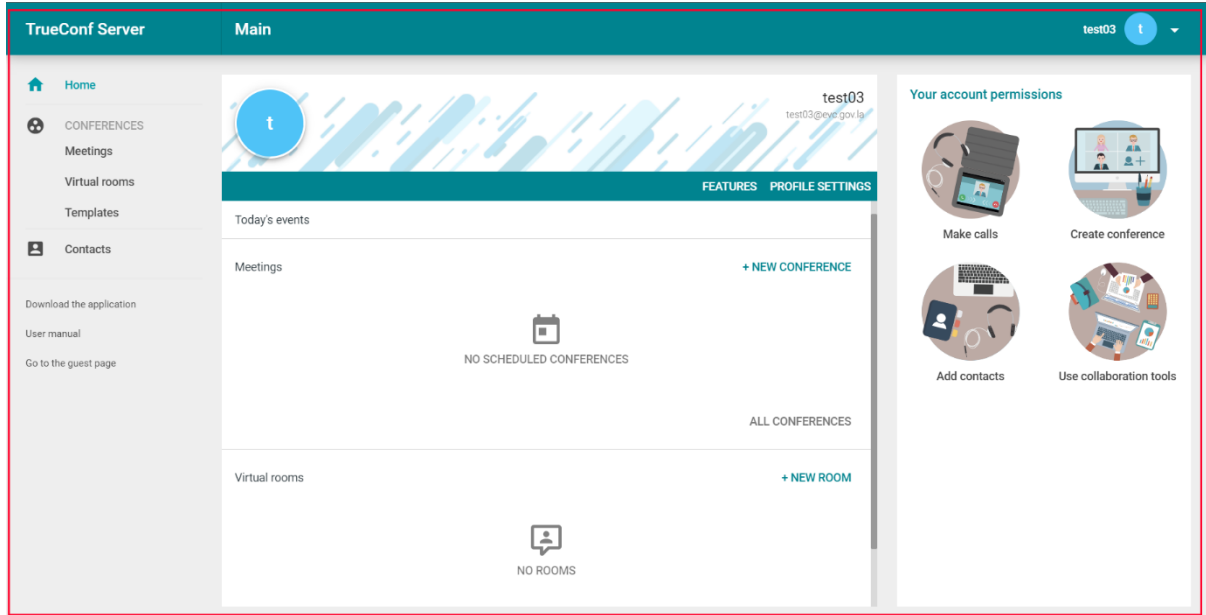 TrueConf Server
Main
test03
t
Home
CONFERENCES
Meetings
Virtual rooms
Templates
Contacts
Download the application
User manual
Go to the guest page
t
test03
test03@evc.gov.la
FEATURES PROFILE SETTINGS
Today's events
Meetings
+ NEW CONFERENCE
NO SCHEDULED CONFERENCES
ALL CONFERENCES
Virtual rooms
+ NEW ROOM
NO ROOMS
Your account permissions
Make calls
Create conference
Add contacts
Use collaboration tools